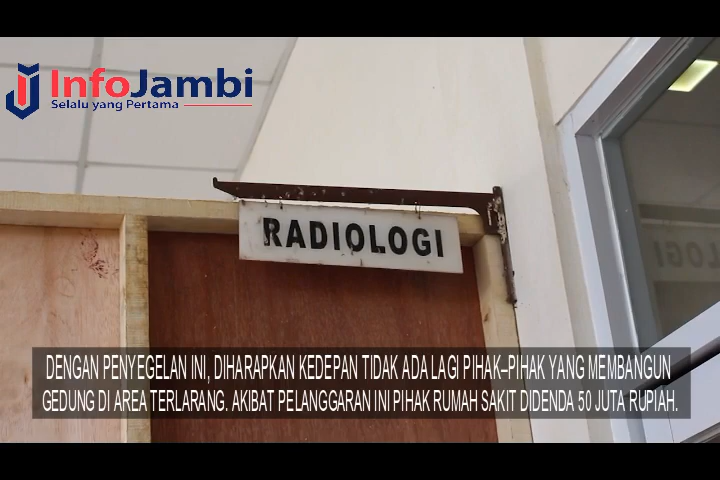 InfoJambi
Selalu yang Pertama
RADIOLOGI
DENGAN PENYEGELAN INI, DIHARAPKAN KEDEPAN TIDAK ADA LAGI PIHAK-PIHAK YANG MEMBANGUN
GEDUNG DI AREA TERLARANG. AKIBAT PELANGGARAN INI PIHAK RUMAH SAKIT DIDENDA 50 JUTA RUPIAH.